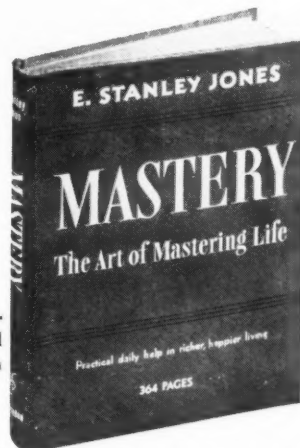 E. STANLEY JONES
MASTERY
The Art of Mastering Life
Practical daily help in richer, happier living
364 PAGES
MASTERY